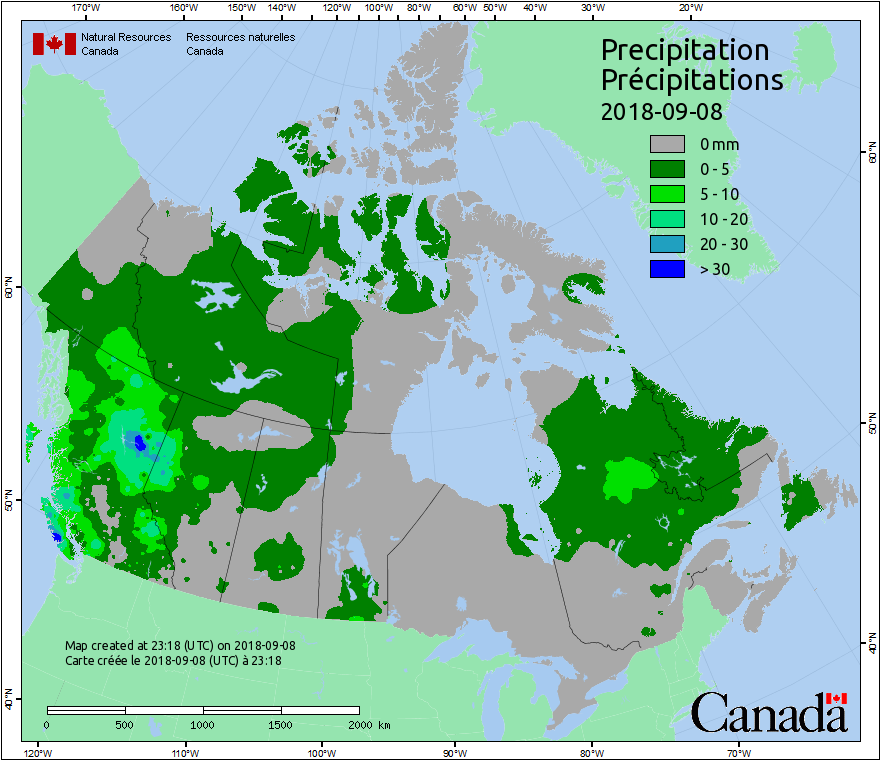 170°W 160°W 150°W 140°W 130°W 120°W 110°W 100°W 90°W 80°W 70°W 60°W 50°W 40°W 30°W 20°W
Natural Resources Canada
Ressources naturelles Canada
Precipitation
Précipitations
2018-09-08
0 mm
0 - 5
5 - 10
10 - 20
20 - 30
> 30
60°N
50°N
40°N
60°N
50°N
40°N
Map created at 23:18 (UTC) on 2018-09-08
Carte créée le 2018-09-08 (UTC) à 23:18
0 500 1000 1500 2000 km
Canada
120°W 110°W 100°W 90°W 80°W 70°W